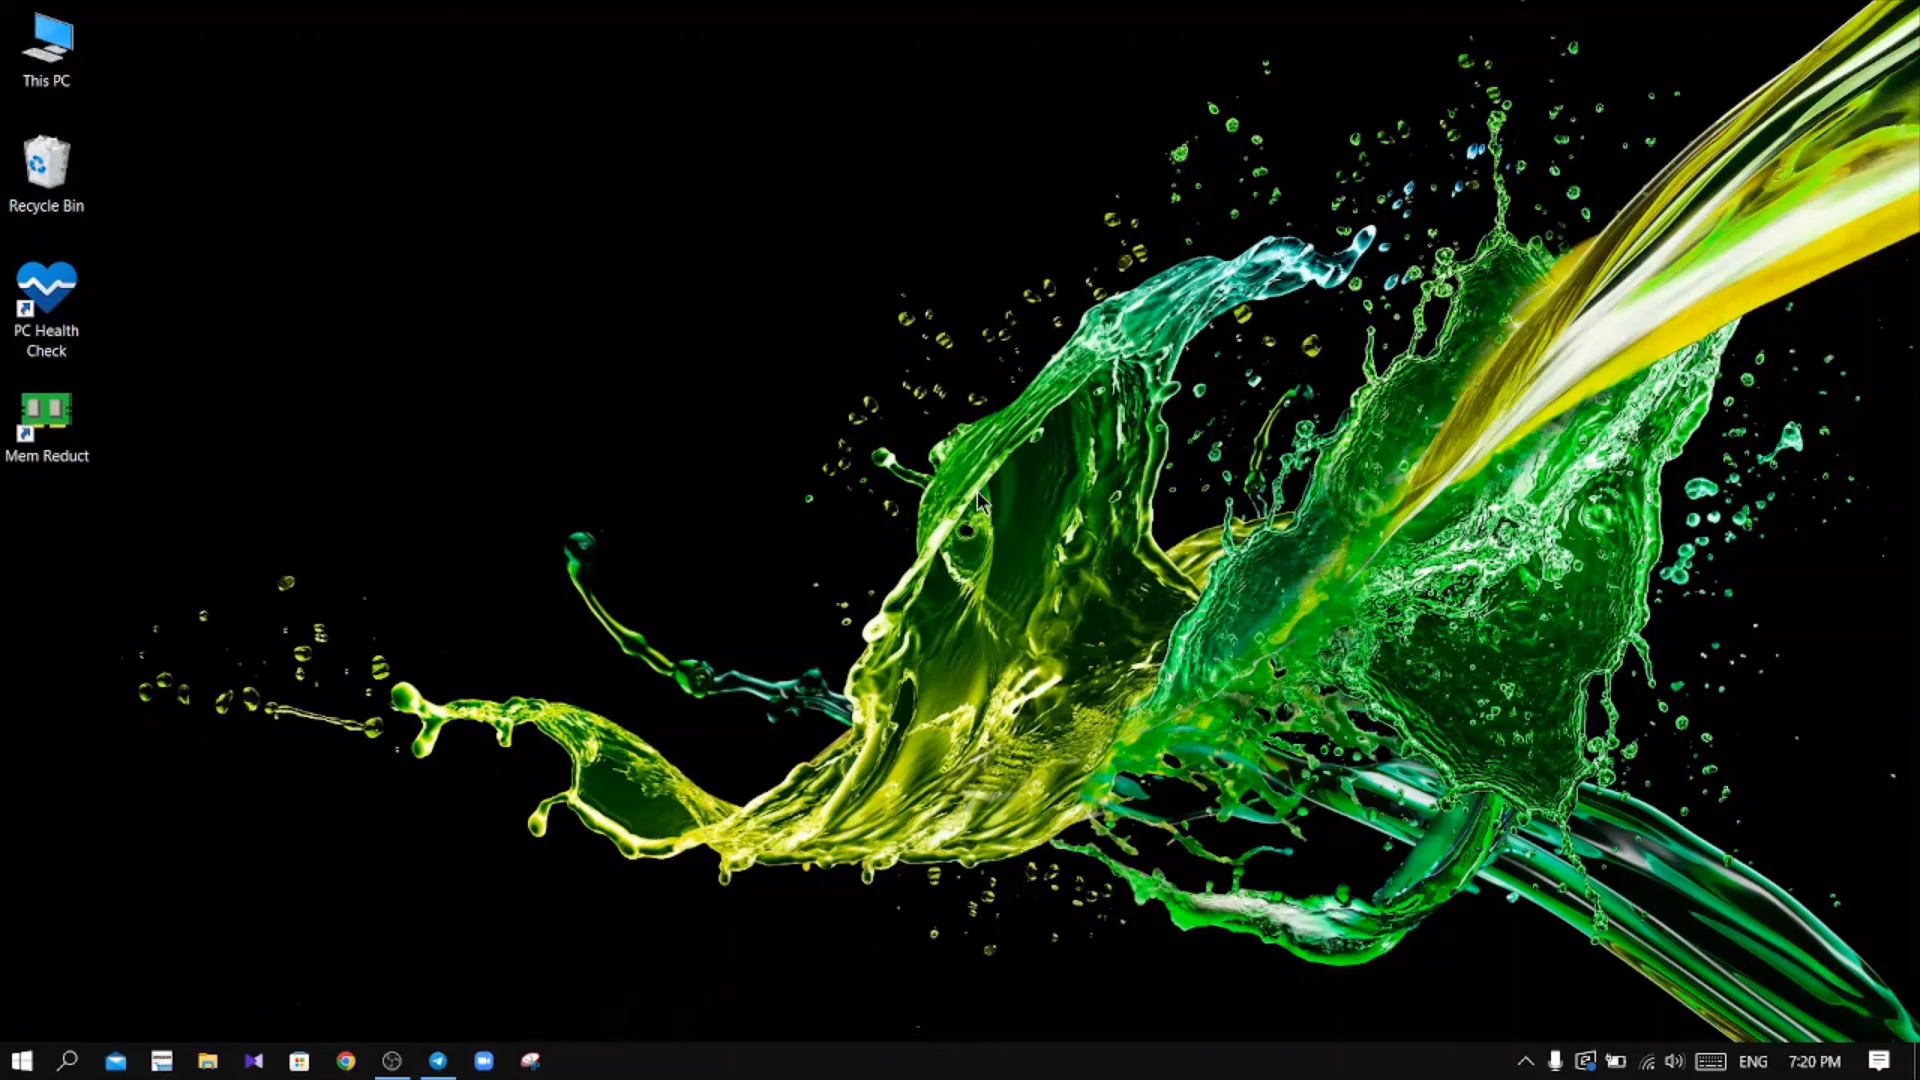 This PC
Recycle Bin
PC Health
Check
Mem Reduct
ENG
7:20 PM